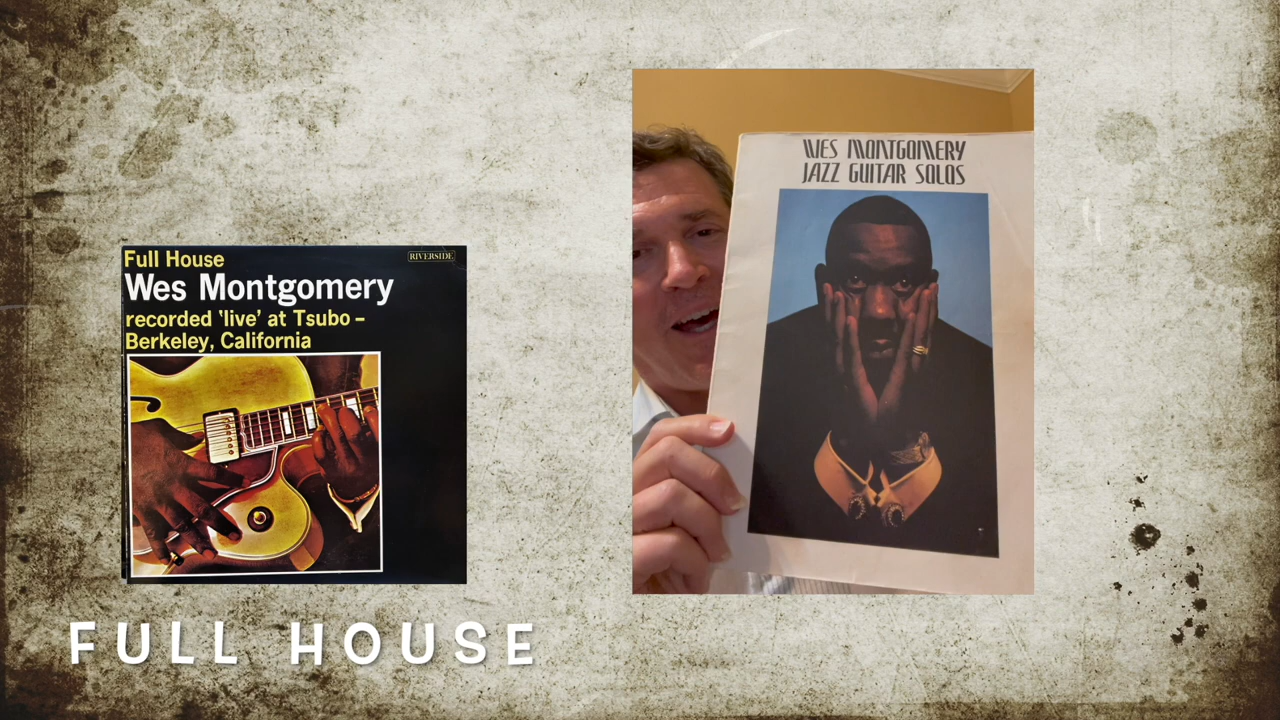 Full House
RIVERSIDE
Wes Montgomery
recorded 'live' at Tsubo –
Berkeley, California
WES MONTGOMERY
JAZZ GUITAR SOLOS
FULL HOUSE